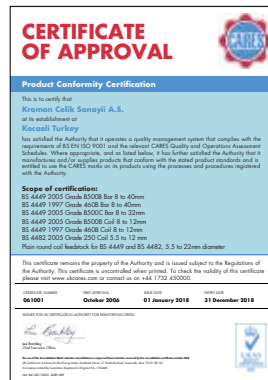 CERTIFICATE
OF APPROVAL
CARES
Product Conformity Certification
This is to certify that
Kroman Celik Sanayii A.S.
at its establishment at
Kocaeli Turkey
has satisfied the Authority that it operates a quality management system that complies with the
requirements of BS EN ISO 9001 and the relevant CARES Quality and Operations Assessment
Schedules. Where appropriate, and as listed below, it has further satisfied the Authority that it
manufactures and/or supplies products that conform with the stated product standards and is
entitled to use the CARES marks on its products using the processes and procedures registered
with the Authority.
Scope of certification:
BS 4449 2005 Grade B500B Bar 8 to 40mm
BS 4449 1997 Grade 460B Bar 8 to 40mm
BS 4449 2005 Grade B500C Bar 8 to 32mm
BS 4449 2005 Grade B500B Coil 8 to 12mm
BS 4449 1997 Grade 460B Coil 8 to 12mm
BS 4482 2005 Grade 250 Coil 5.5 to 12 mm
Plain round coil feedstock for BS 4449 and BS 4482; 5.5 to 22mm diameter
This certificate remains the property of the Authority and is issued subject to the Regulations of
the Authority. This certificate is uncontrolled when printed. To check the validity of this certificate
please visit www.ukcares.com or contact us on +44 1732 450000.
CERTIFICATE NUMBER FIRST APPROVAL ISSUE DATE EXPIRY DATE
061001 October 2006 01 January 2018 31 December 2018
SIGNED FOR UK CERTIFICATION AUTHORITY FOR REINFORCING STEELS:
Lee Brankley
Chief Executive Officer
UKAS